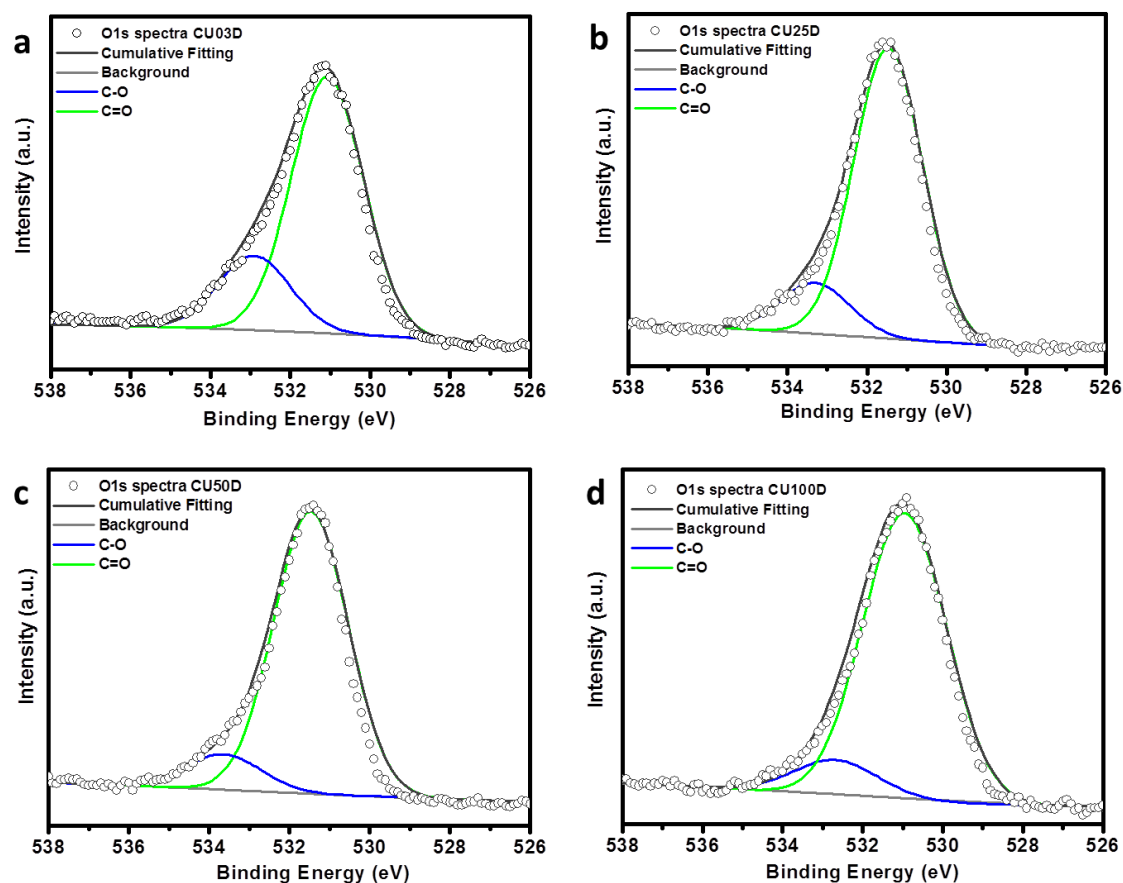 a
O1s spectra CU03D
Cumulative Fitting
Background
C-O
C=O
Intensity (a.u.)
538 536 534 532 530 528 526
Binding Energy (eV)
b
O1s spectra CU25D
Cumulative Fitting
Background
C-O
C=O
Intensity (a.u.)
538 536 534 532 530 528 526
Binding Energy (eV)
c
O1s spectra CU50D
Cumulative Fitting
Background
C-O
C=O
Intensity (a.u.)
538 536 534 532 530 528 526
Binding Energy (eV)
d
O1s spectra CU100D
Cumulative Fitting
Background
C-O
C=O
Intensity (a.u.)
538 536 534 532 530 528 526
Binding Energy (eV)